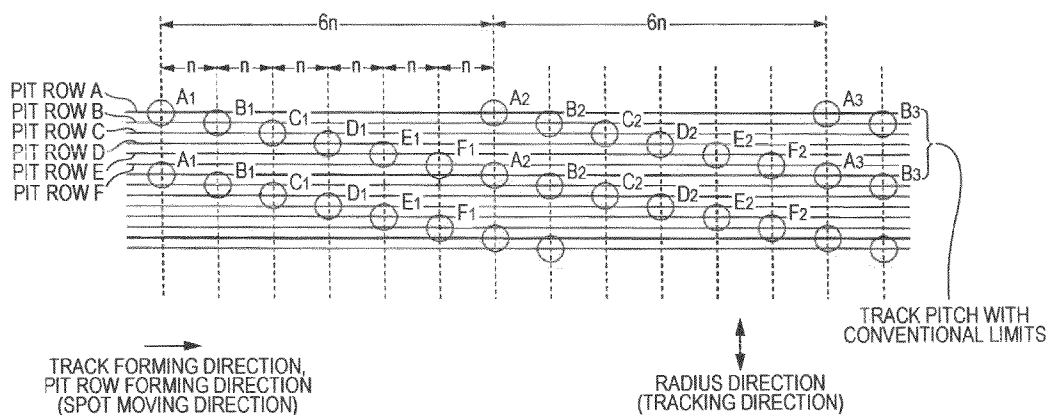 6n 6n
n n n n n n
PIT ROW A
PIT ROW B
PIT ROW C
PIT ROW D
PIT ROW E
PIT ROW F
A1 B1 C1 D1 E1 F1 A2 B2 C2 D2 E2 F2 A3 B3
A1 B1 C1 D1 E1 F1 A2 B2 C2 D2 E2 F2 A3 B3
TRACK PITCH WITH
CONVENTIONAL LIMITS
TRACK FORMING DIRECTION,
PIT ROW FORMING DIRECTION
(SPOT MOVING DIRECTION)
RADIUS DIRECTION
(TRACKING DIRECTION)